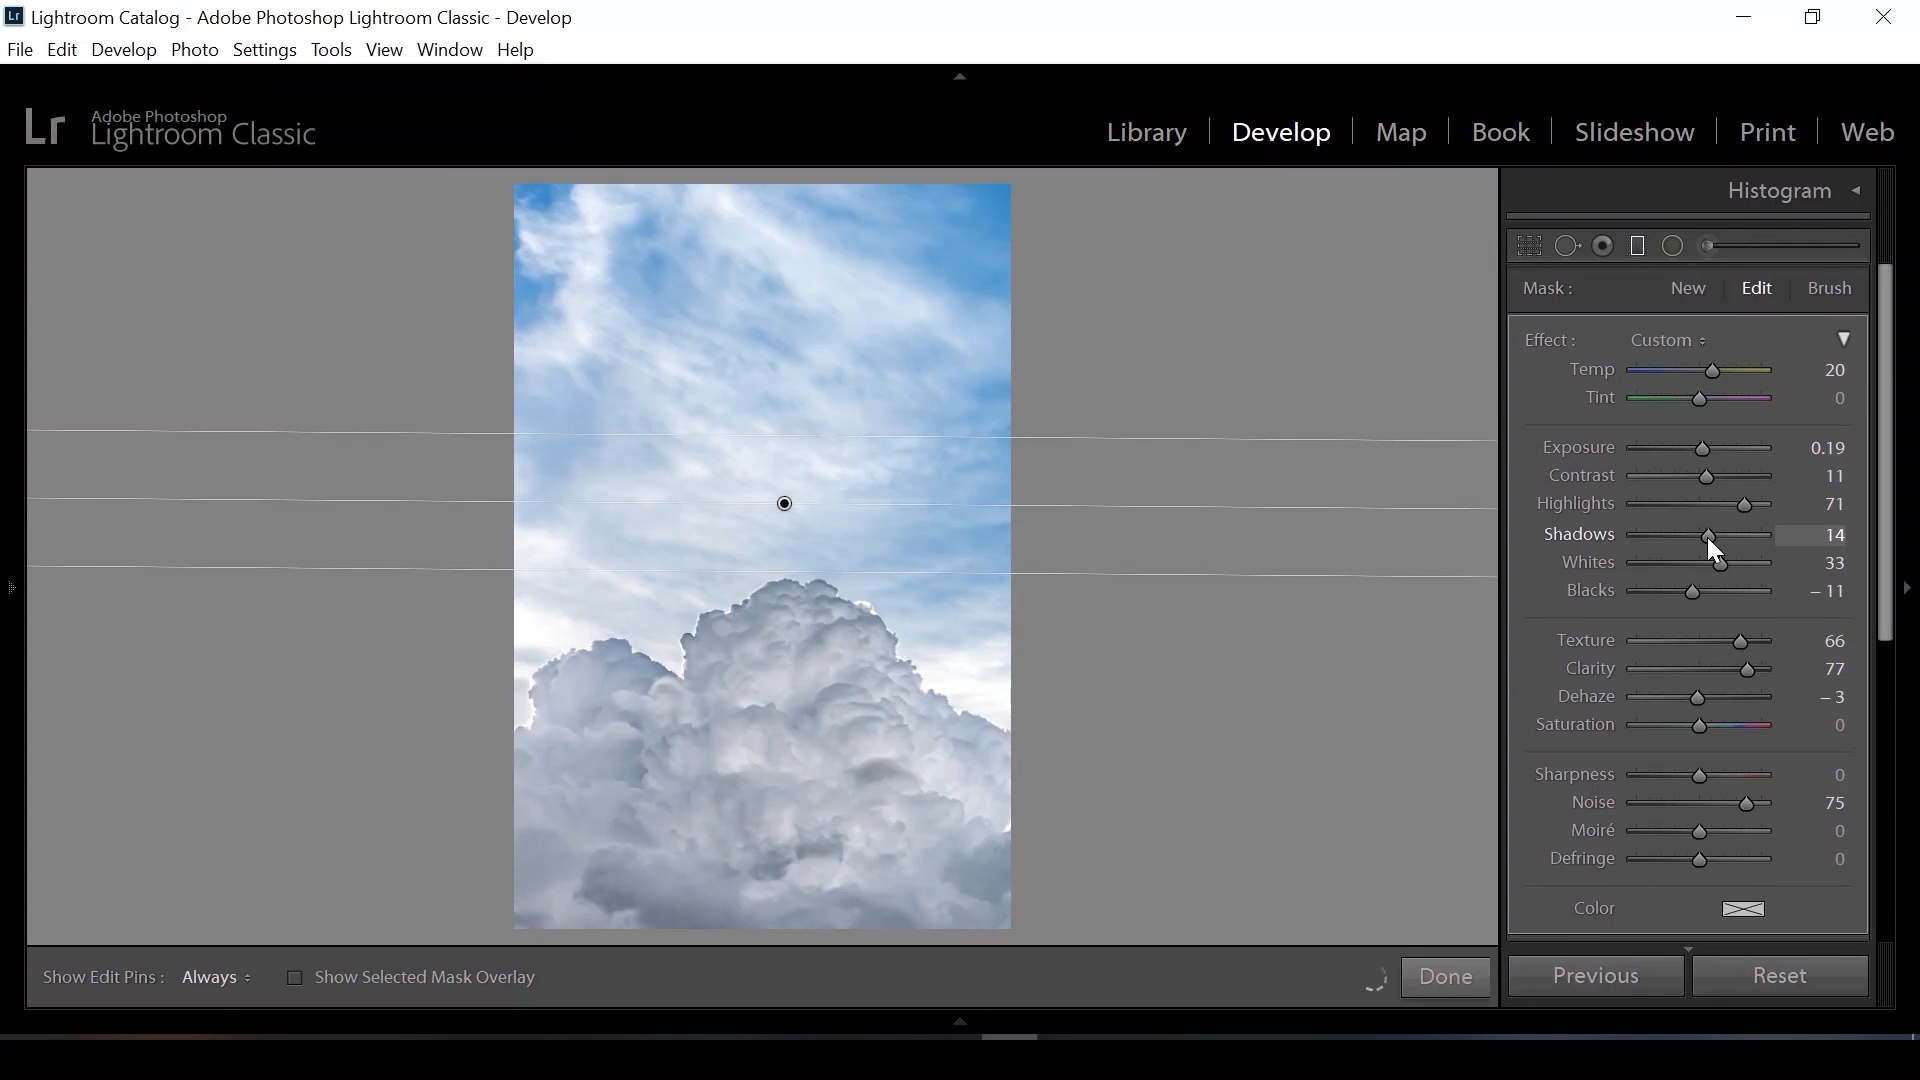 Lr Lightroom Catalog - Adobe Photoshop Lightroom Classic - Develop
File Edit Develop Photo Settings Tools View Window Help
Lr Adobe Photoshop
Lightroom Classic
Library Develop Map Book Slideshow Print Web
Histogram
Mask : New Edit Brush
Effect : Custom
Temp 20
Tint 0
Exposure 0.19
Contrast 11
Highlights 71
Shadows 14
Whites 33
Blacks – 11
Texture 66
Clarity 77
Dehaze – 3
Saturation 0
Sharpness 0
Noise 75
Moiré 0
Defringe 0
Color
Show Edit Pins : Always Show Selected Mask Overlay Done
Previous Reset